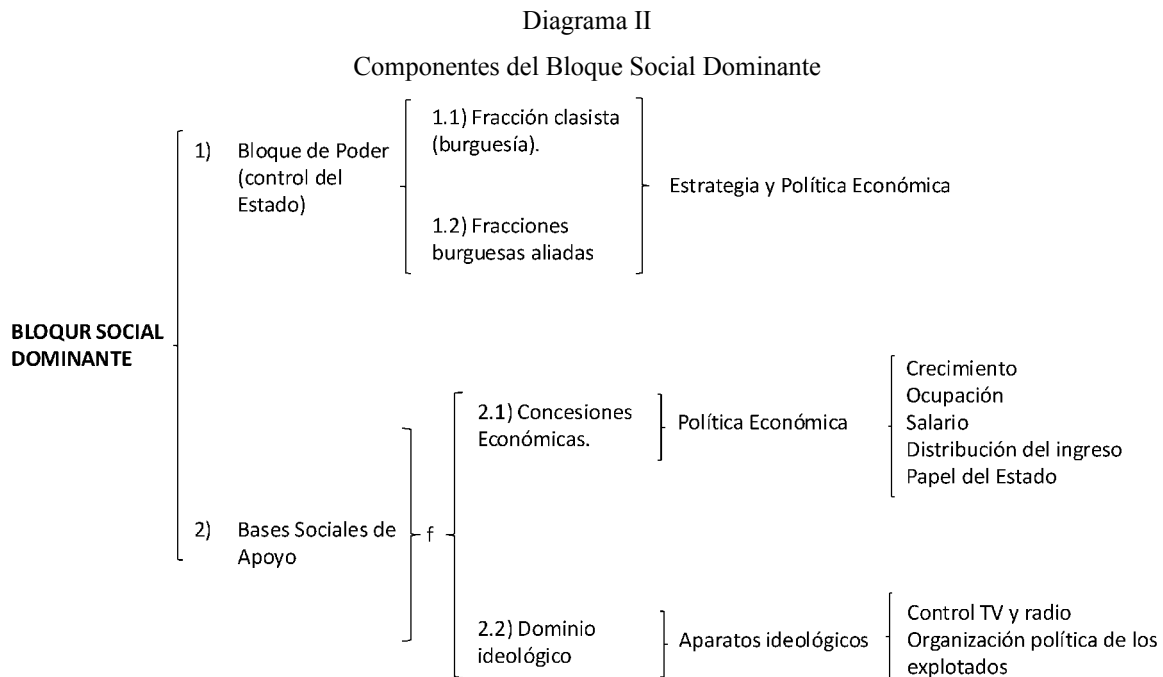 Diagrama II
Componentes del Bloque Social Dominante
BLOQUR SOCIAL
DOMINANTE
1) Bloque de Poder
(control del
Estado)
1.1) Fracción clasista
(burguesía).
1.2) Fracciones
burguesas aliadas
Estrategia y Política Económica
2) Bases Sociales de
Apoyo
f
2.1) Concesiones
Económicas.
Política Económica
Crecimiento
Ocupación
Salario
Distribución del ingreso
Papel del Estado
2.2) Dominio
ideológico
Aparatos ideológicos
Control TV y radio
Organización política de los
explotados